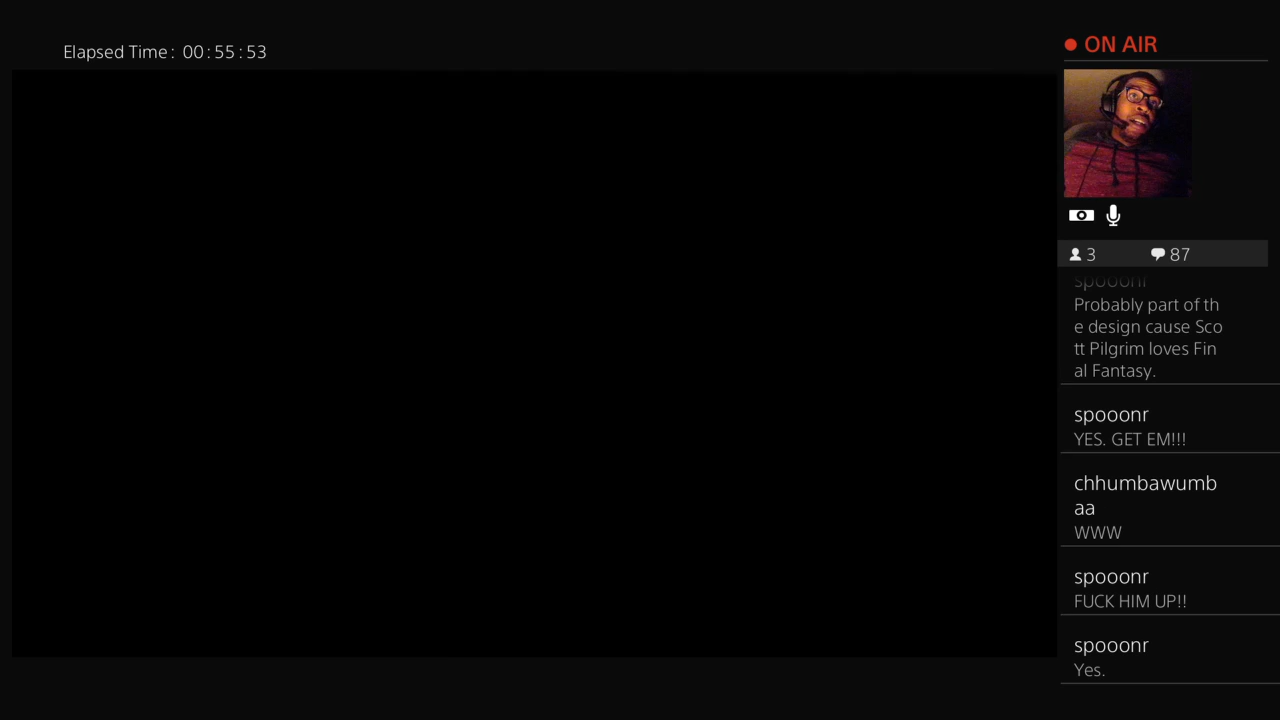 Elapsed Time: 00:55:53
ON AIR
3 87
spooonr
Probably part of th
e design cause Sco
tt Pilgrim loves Fin
al Fantasy.
spooonr
YES. GET EM!!!
chhumbawumb
aa
WWW
spooonr
FUCK HIM UP!!
spooonr
Yes.